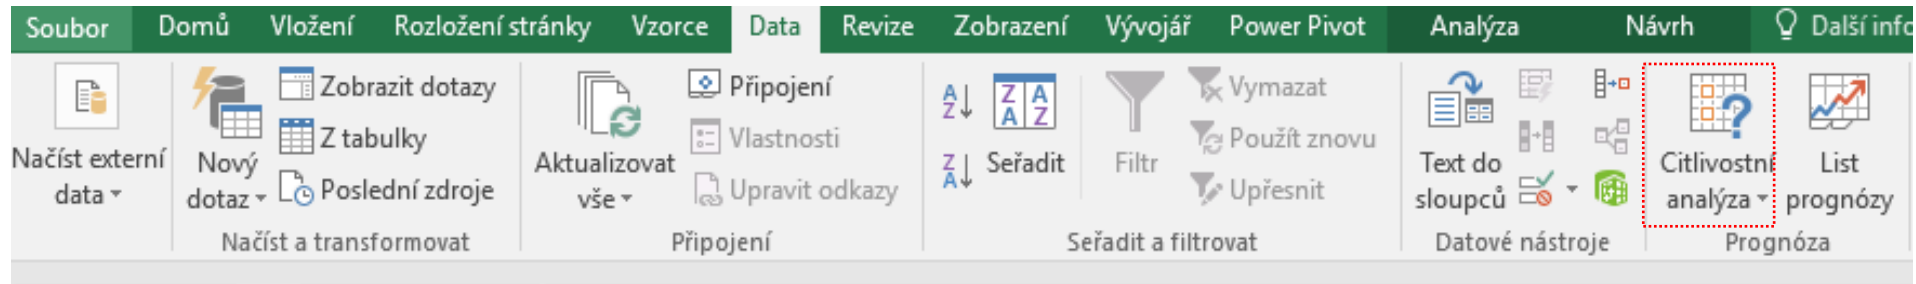 Soubor Domů Vložení Rozložení stránky Vzorce Data Revize Zobrazení Vývojář Power Pivot Analýza Návrh Další info
Načíst externí
data
Nový
dotaz
Zobrazit dotazy
Z tabulky
Poslední zdroje
Načíst a transformovat
Aktualizovat
vše
Připojení
Vlastnosti
Upravit odkazy
Připojení
Seřadit
Filtr
Vymazat
Použít znovu
Upřesnit
Seřadit a filtrovat
Text do
sloupců
Datové nástroje
Citlivostní
analýza
List
prognózy
Prognóza